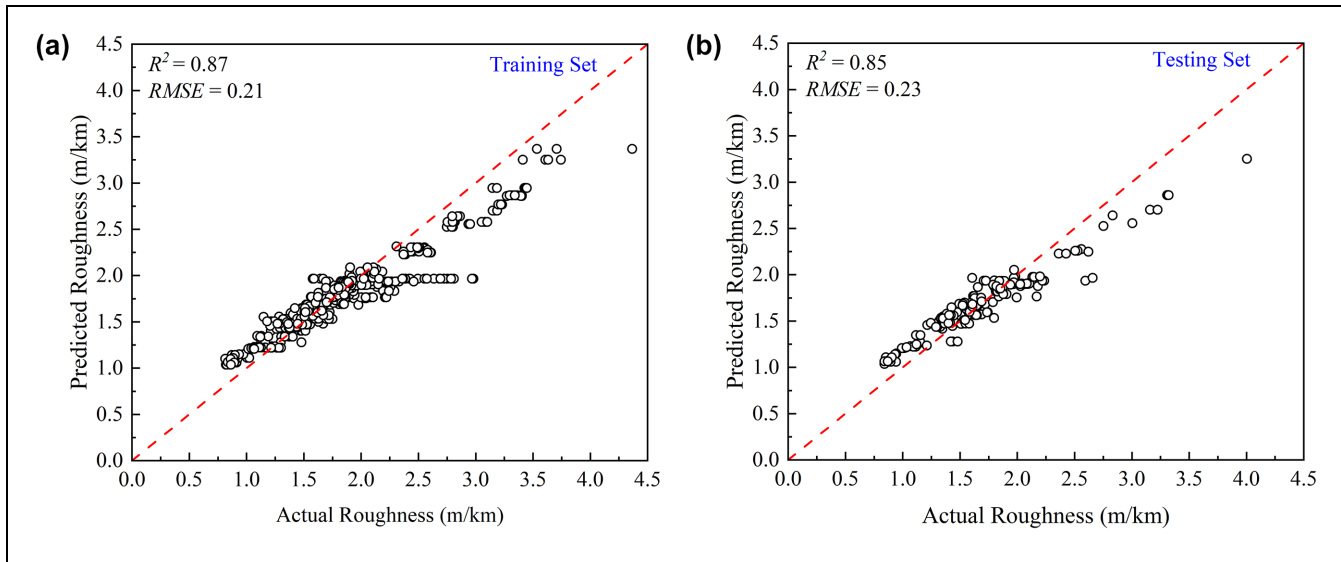 (a)
R² = 0.87
RMSE = 0.21
Training Set
Predicted Roughness (m/km)
4.5
4.0
3.5
3.0
2.5
2.0
1.5
1.0
0.5
0.0
0.0 0.5 1.0 1.5 2.0 2.5 3.0 3.5 4.0 4.5
Actual Roughness (m/km)
(b)
R² = 0.85
RMSE = 0.23
Testing Set
Predicted Roughness (m/km)
4.5
4.0
3.5
3.0
2.5
2.0
1.5
1.0
0.5
0.0
0.0 0.5 1.0 1.5 2.0 2.5 3.0 3.5 4.0 4.5
Actual Roughness (m/km)